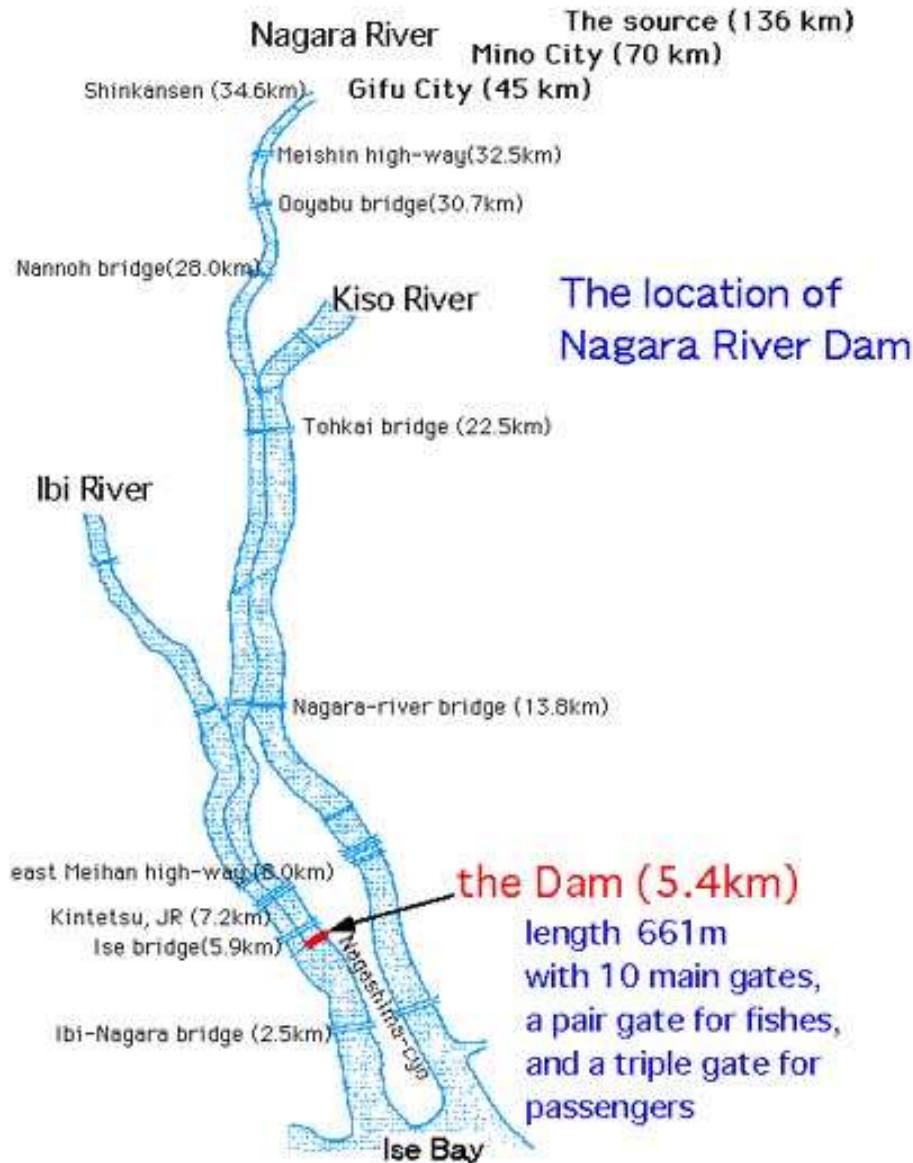 The source (136 km)
Nagara River
Mino City (70 km)
Shinkansen (34.6km)
Gifu City (45 km)
Meishin high-way(32.5km)
Ooyabu bridge(30.7km)
Nannoh bridge(28.0km)
Kiso River
The location of
Nagara River Dam
Tohkai bridge (22.5km)
Ibi River
Nagara-river bridge (13.8km)
east Meihan high-way (8.0km)
the Dam (5.4km)
Kintetsu, JR (7.2km)
Ise bridge(5.9km)
length 661m
with 10 main gates,
a pair gate for fishes,
and a triple gate for
passengers
Nagashima-cyo
Ibi-Nagara bridge (2.5km)
Ise Bay